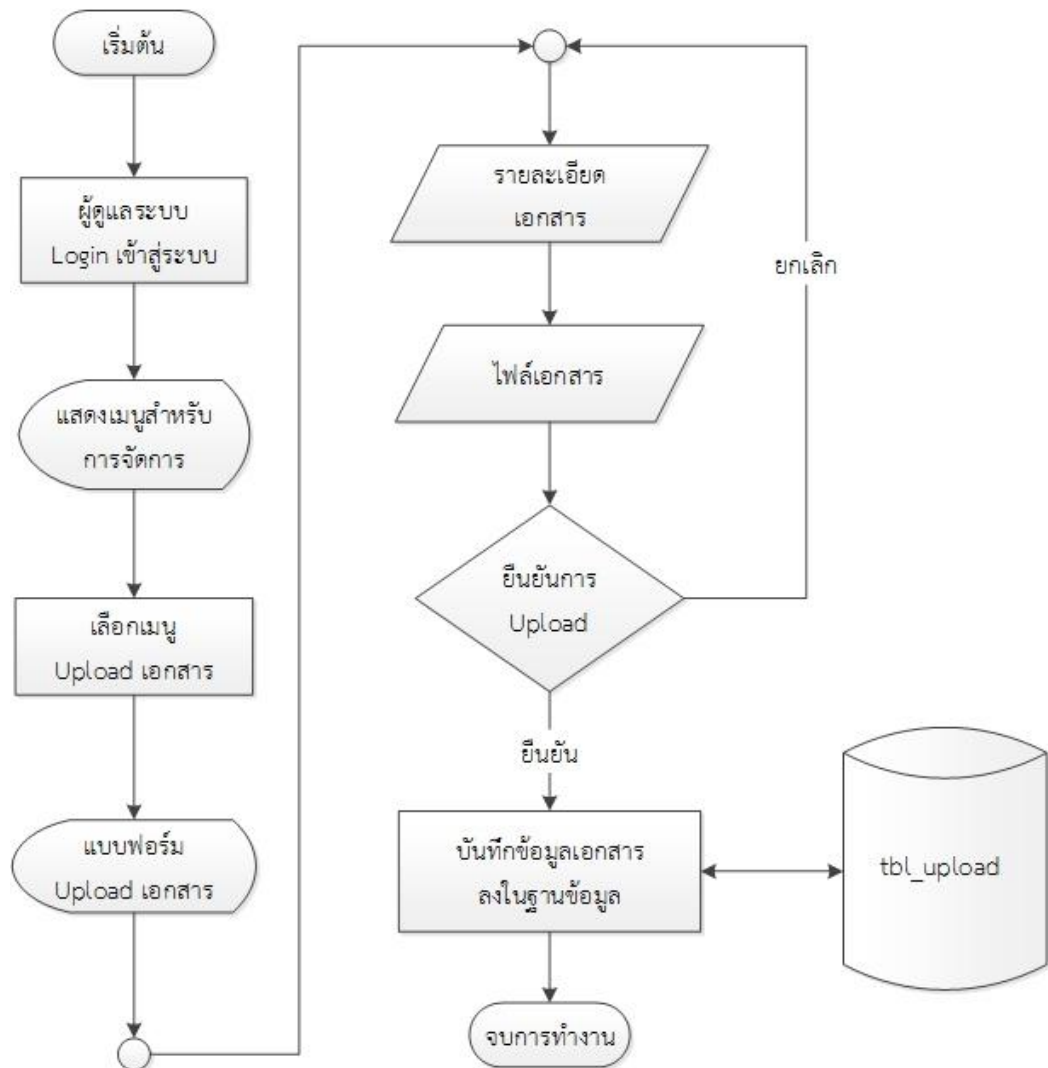 เริ่มต้น
ผู้ดูแลระบบ
Login เข้าสู่ระบบ
แสดงเมนูสำหรับ
การจัดการ
เลือกเมนู
Upload เอกสาร
แบบฟอร์ม
Upload เอกสาร
รายละเอียด
เอกสาร
ไฟล์เอกสาร
ยืนยันการ
Upload
ยกเลิก
ยืนยัน
บันทึกข้อมูลเอกสาร
ลงในฐานข้อมูล
tbl_upload
จบการทำงาน